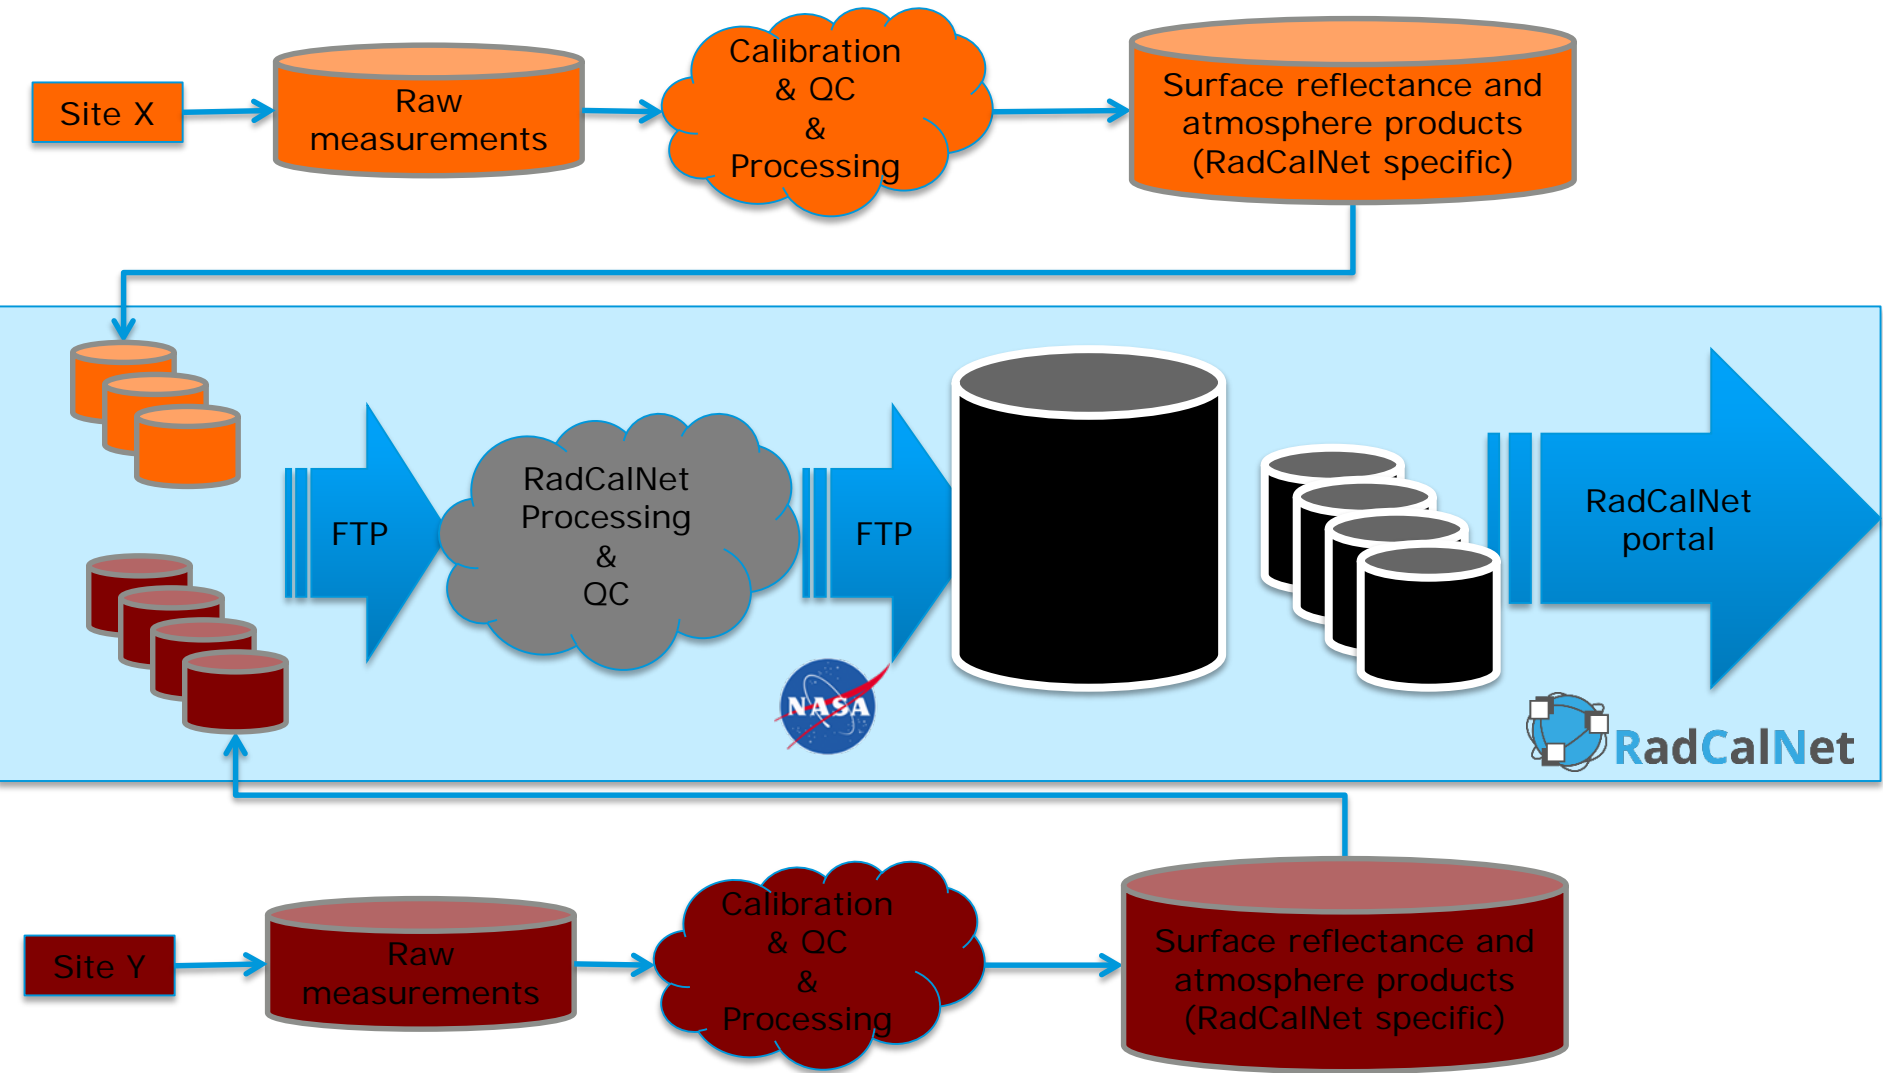 Site X
Raw
measurements
Calibration
& QC
&
Processing
Surface reflectance and
atmosphere products
(RadCalNet specific)
FTP
RadCalNet
Processing
&
QC
FTP
RadCalNet
portal
NASA
RadCalNet
Site Y
Raw
measurements
Calibration
& QC
&
Processing
Surface reflectance and
atmosphere products
(RadCalNet specific)